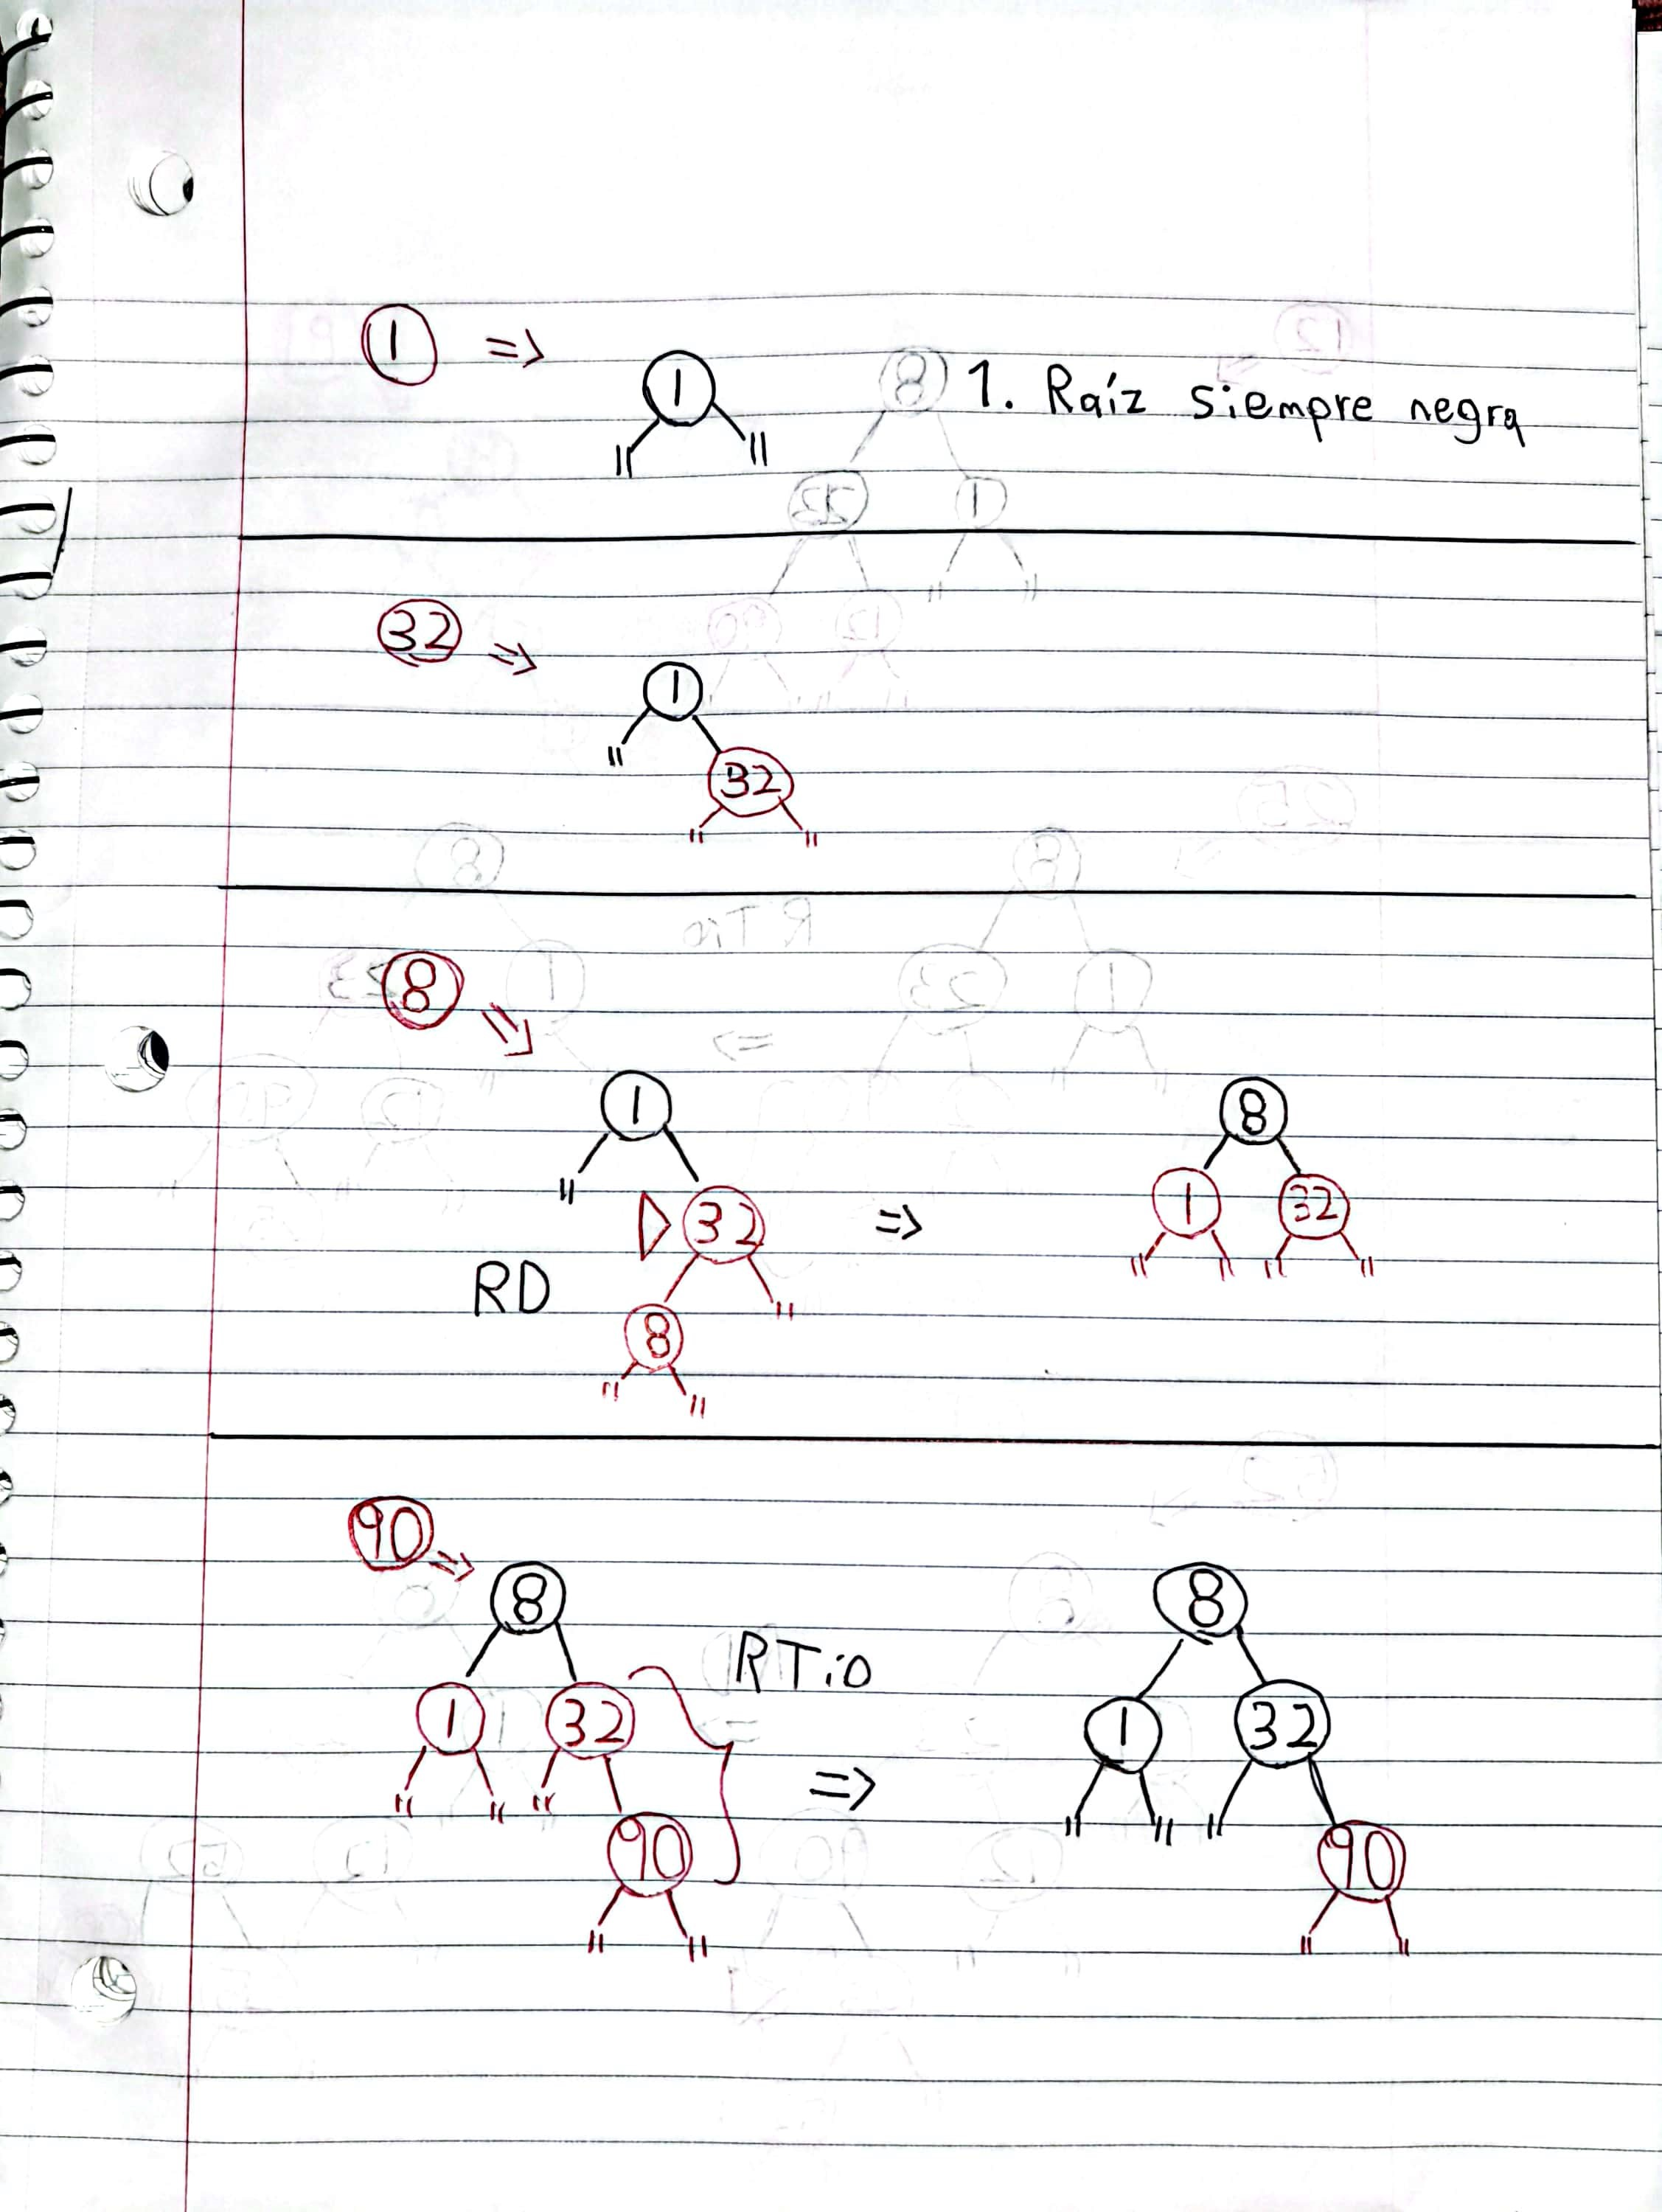 1 =>
1
1. Raíz siempre negra
32 =>
1
32
8 =>
1
8
32 => 1 32
RD
8
90 =>
8 8
RTio
1 32 => 1 32
90 90